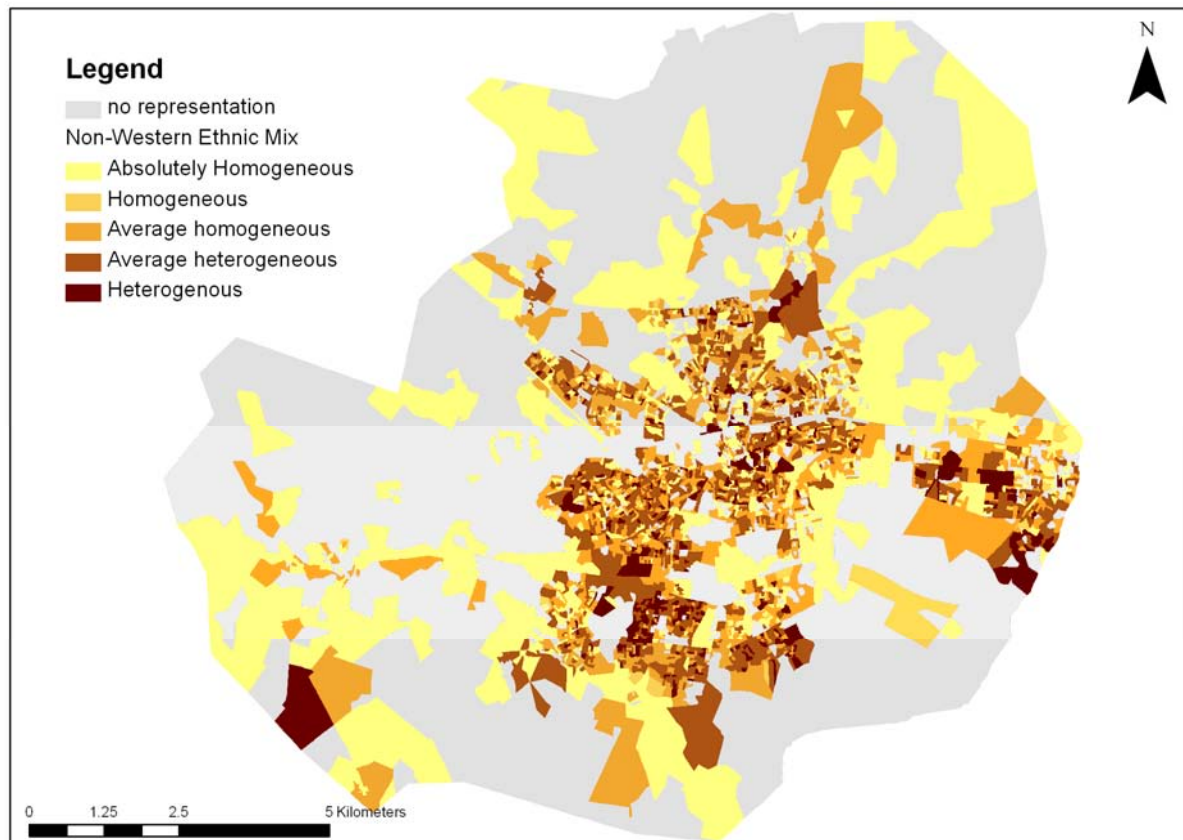 N
Legend
no representation
Non-Western Ethnic Mix
Absolutely Homogeneous
Homogeneous
Average homogeneous
Average heterogeneous
Heterogenous
0 1.25 2.5 5 Kilometers